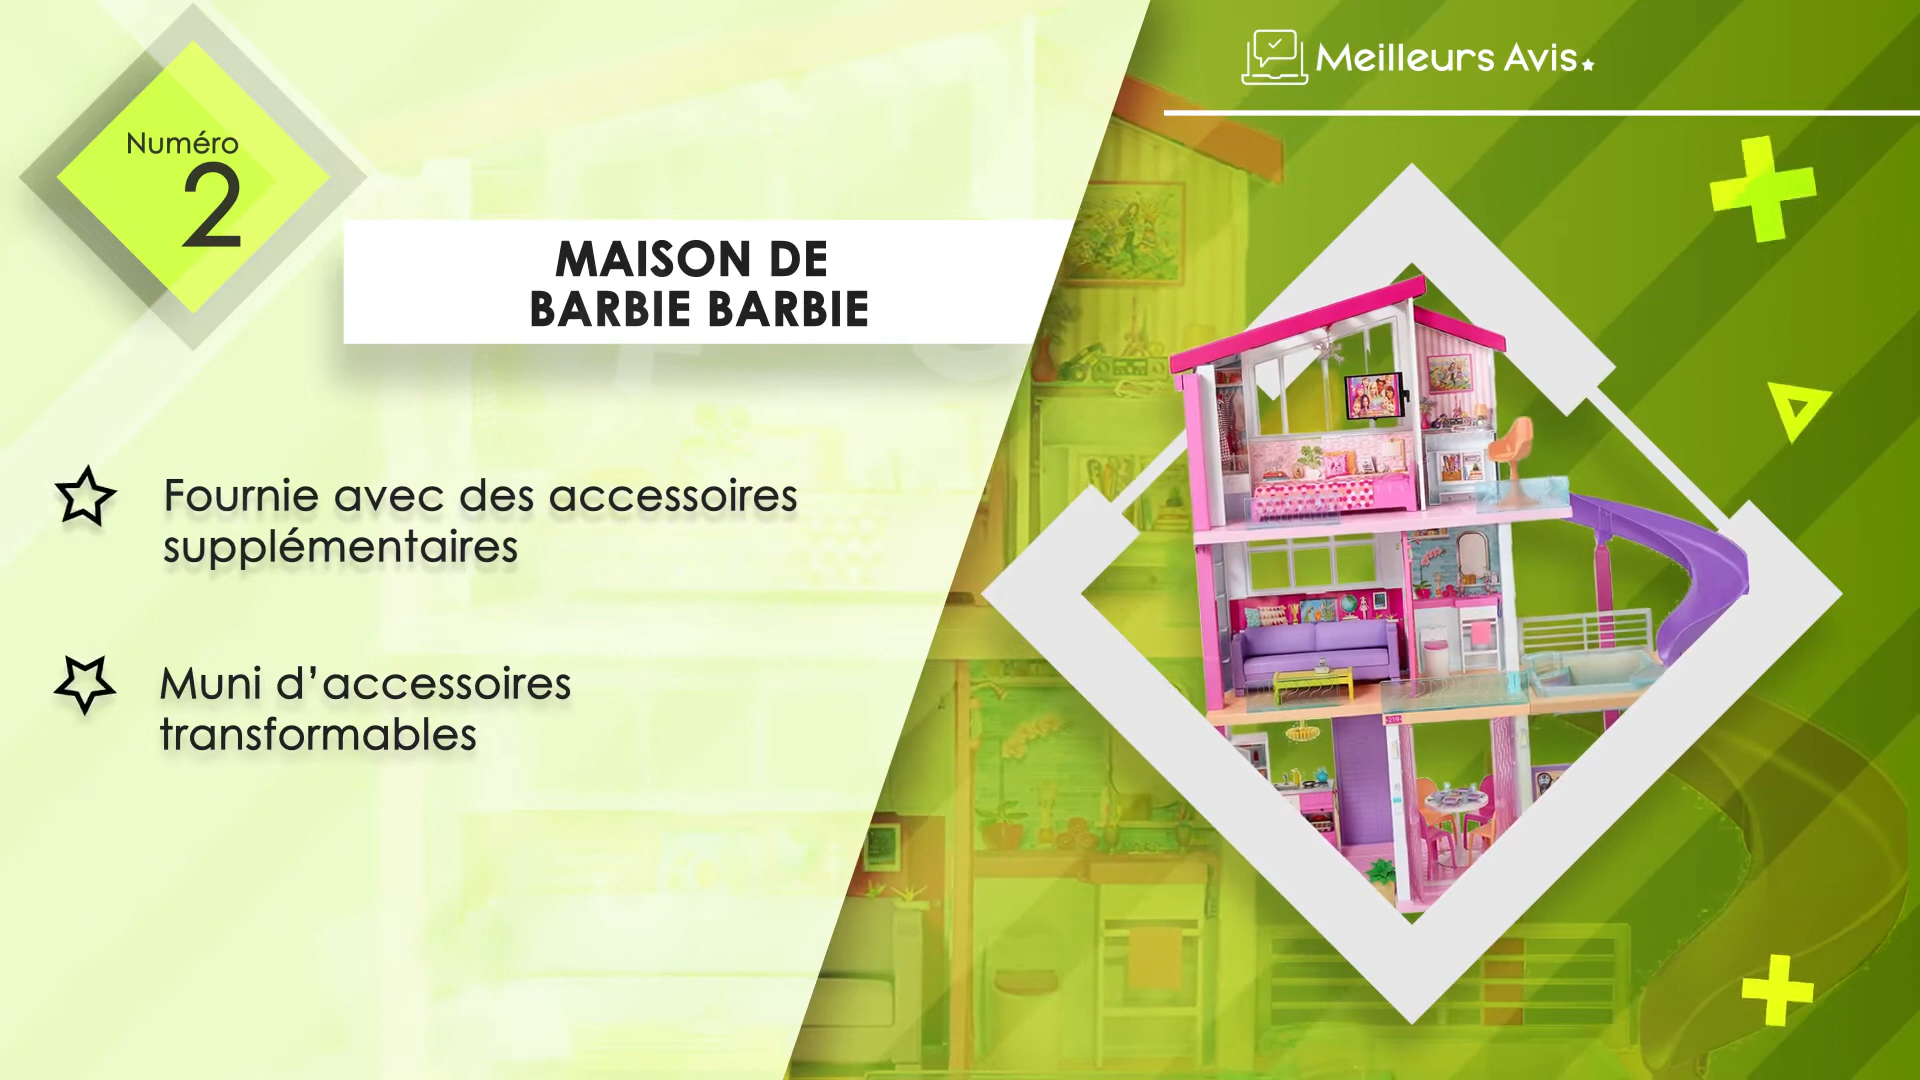 Numéro
2
Meilleurs Avis
MAISON DE
BARBIE BARBIE
Fournie avec des accessoires
supplémentaires
Muni d’accessoires
transformables